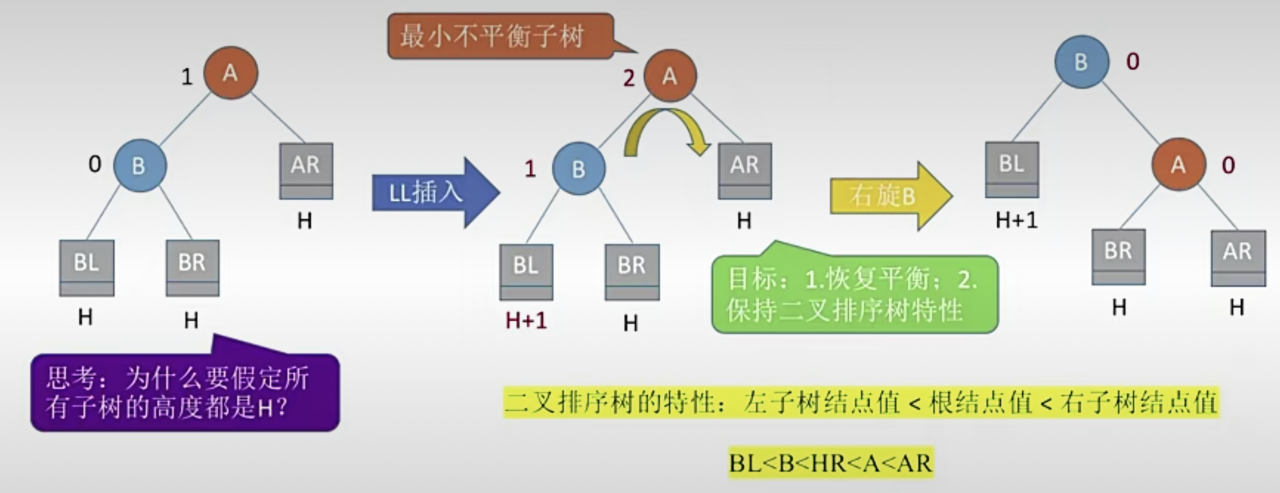 最小不平衡子树
1 A
0 B
AR
H
BL
BR
H
H
思考：为什么要假定所
有子树的高度都是H？
LL插入
2 A
1 B
AR
H
BL
BR
H+1
H
目标：1.恢复平衡；2.
保持二叉排序树特性
右旋B
B 0
BL
H+1
A 0
BR
AR
H
H
二叉排序树的特性：左子树结点值 < 根结点值 < 右子树结点值
BL<B<HR<A<AR